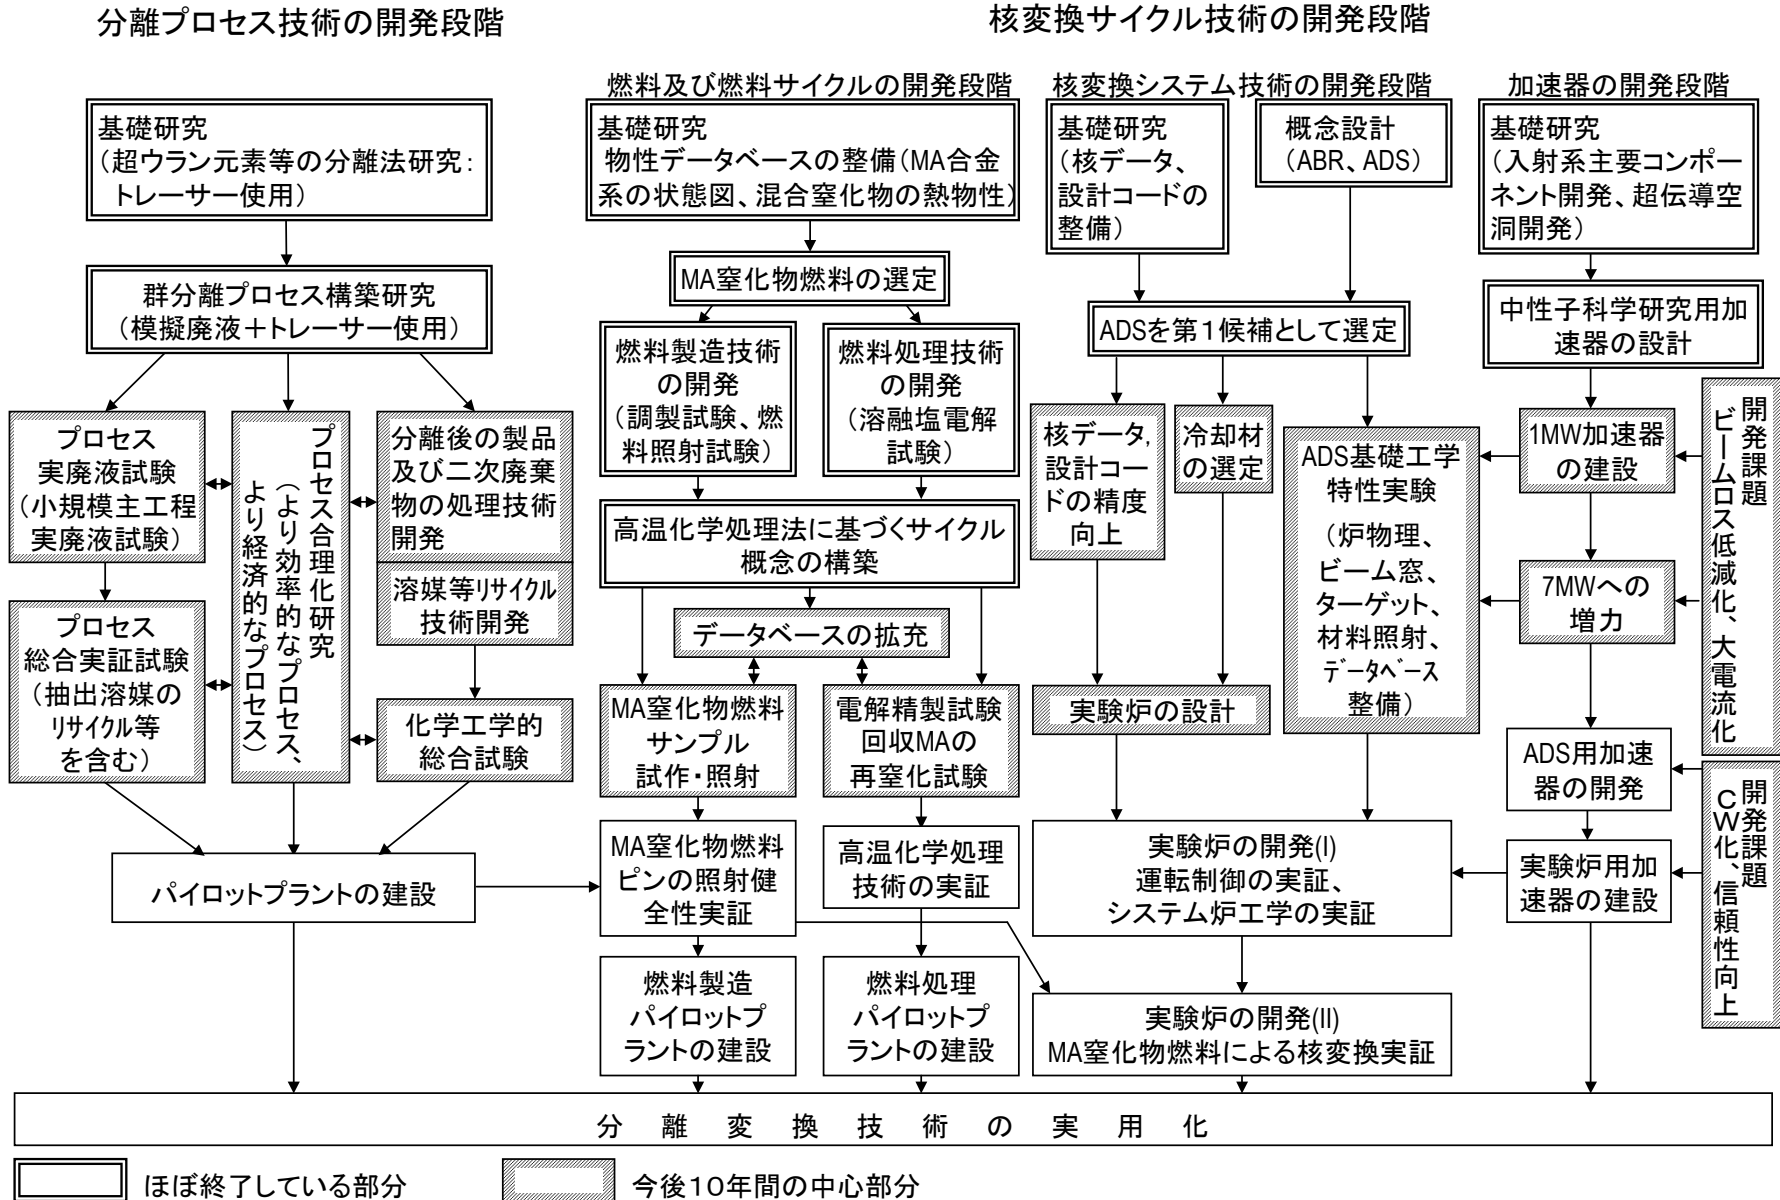 分離プロセス技術の開発段階
核変換サイクル技術の開発段階
燃料及び燃料サイクルの開発段階
核変換システム技術の開発段階
加速器の開発段階
基礎研究
(超ウラン元素等の分離法研究:
トレーサー使用)
群分離プロセス構築研究
(模擬廃液+トレーサー使用)
プロセス
実廃液試験
(小規模主工程
実廃液試験)
プロセス
総合実証試験
(抽出溶媒の
リサイクル等
を含む)
プロセス合理化研究
(より効率的なプロセス、
より経済的なプロセス)
分離後の製品
及び二次廃棄
物の処理技術
開発
溶媒等リサイクル
技術開発
化学工学的
総合試験
パイロットプラントの建設
基礎研究
物性データベースの整備(MA合金
系の状態図、混合窒化物の熱物性)
MA窒化物燃料の選定
燃料製造技術
の開発
(調製試験、燃
料照射試験)
燃料処理技術
の開発
(溶融塩電解
試験)
高温化学処理法に基づくサイクル
概念の構築
データベースの拡充
MA窒化物燃料
サンプル
試作・照射
電解精製試験
回収MAの
再窒化試験
MA窒化物燃料
ピンの照射健
全性実証
高温化学処理
技術の実証
燃料製造
パイロットプ
ラントの建設
燃料処理
パイロットプ
ラントの建設
基礎研究
(核データ、
設計コードの
整備)
概念設計
(ABR、ADS)
ADSを第1候補として選定
核データ,
設計コー
ドの精度
向上
冷却材
の選定
ADS基礎工学
特性実験
(炉物理、
ビーム窓、
ターゲット、
材料照射、
データベース
整備)
実験炉の設計
実験炉の開発(I)
運転制御の実証、
システム炉工学の実証
実験炉の開発(II)
MA窒化物燃料による核変換実証
基礎研究
(入射系主要コンポー
ネント開発、超伝導空
洞開発)
中性子科学研究用加
速器の設計
1MW加速器
の建設
7MWへの
増力
ADS用加速
器の開発
実験炉用加
速器の建設
開発課題
ビームロス低減化、大電流化
開発課題
CW化、信頼性向上
分離変換技術の実用化
ほぼ終了している部分
今後10年間の中心部分